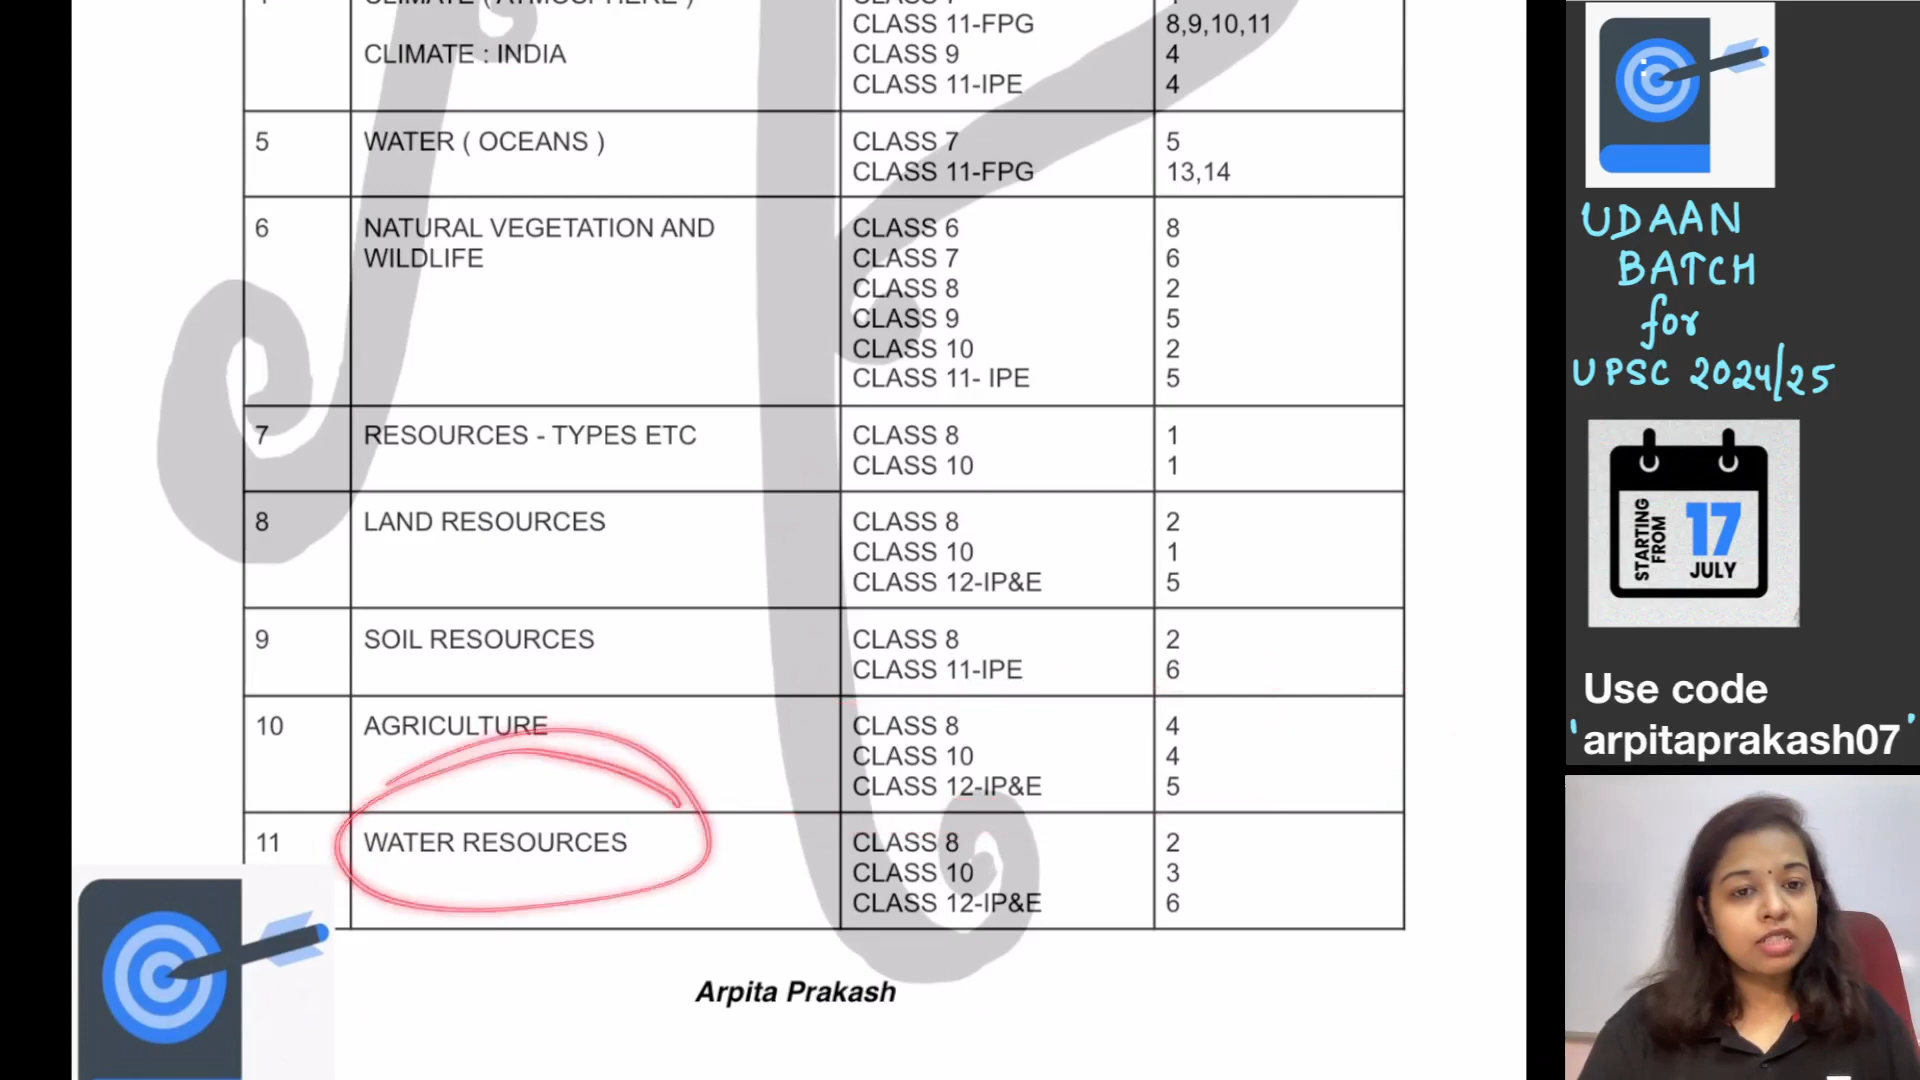 CLASS 11-FPG 8,9,10,11
CLIMATE : INDIA CLASS 9 4
CLASS 11-IPE 4
5 WATER ( OCEANS ) CLASS 7 5
CLASS 11-FPG 13,14
6 NATURAL VEGETATION AND CLASS 6 8
WILDLIFE CLASS 7 6
CLASS 8 2
CLASS 9 5
CLASS 10 2
CLASS 11- IPE 5
7 RESOURCES - TYPES ETC CLASS 8 1
CLASS 10 1
8 LAND RESOURCES CLASS 8 2
CLASS 10 1
CLASS 12-IP&E 5
9 SOIL RESOURCES CLASS 8 2
CLASS 11-IPE 6
10 AGRICULTURE CLASS 8 4
CLASS 10 4
CLASS 12-IP&E 5
11 WATER RESOURCES CLASS 8 2
CLASS 10 3
CLASS 12-IP&E 6
Arpita Prakash
UDAAN
BATCH
for
UPSC 2024/25
STARTING
FROM
17
JULY
Use code
'arpitaprakash07'